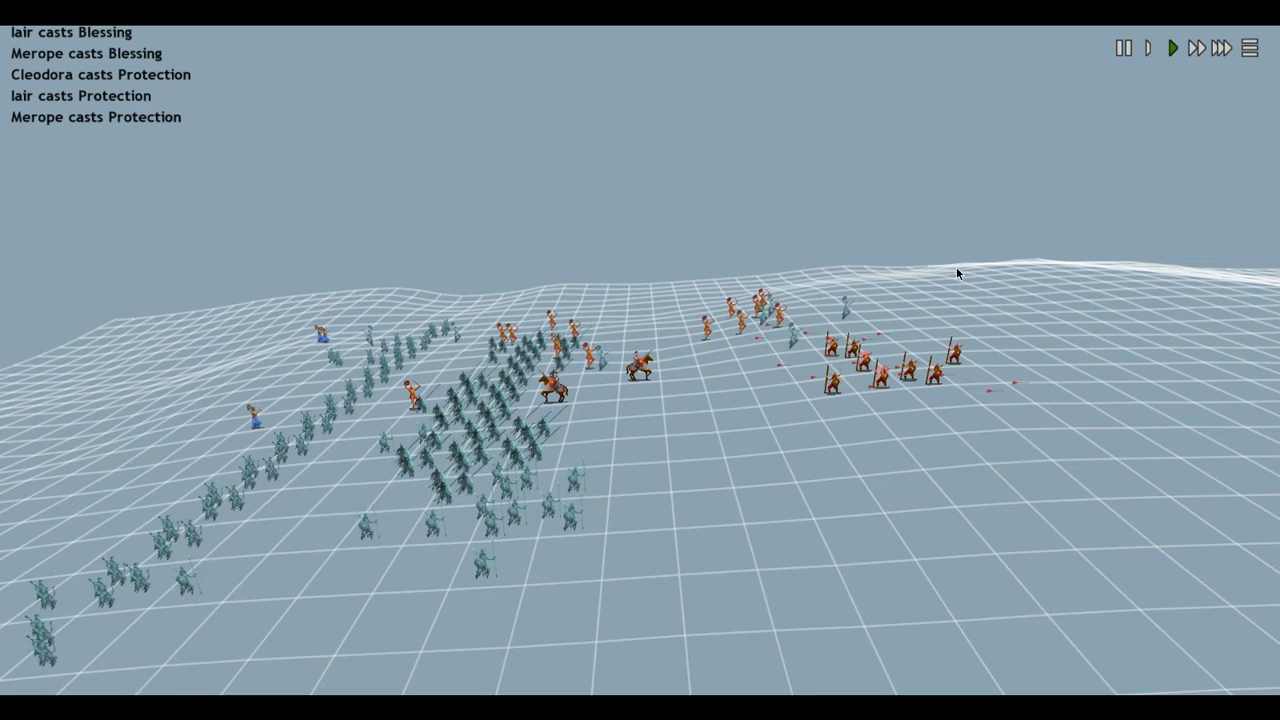 Iair casts Blessing
Merope casts Blessing
Cleodora casts Protection
Iair casts Protection
Merope casts Protection